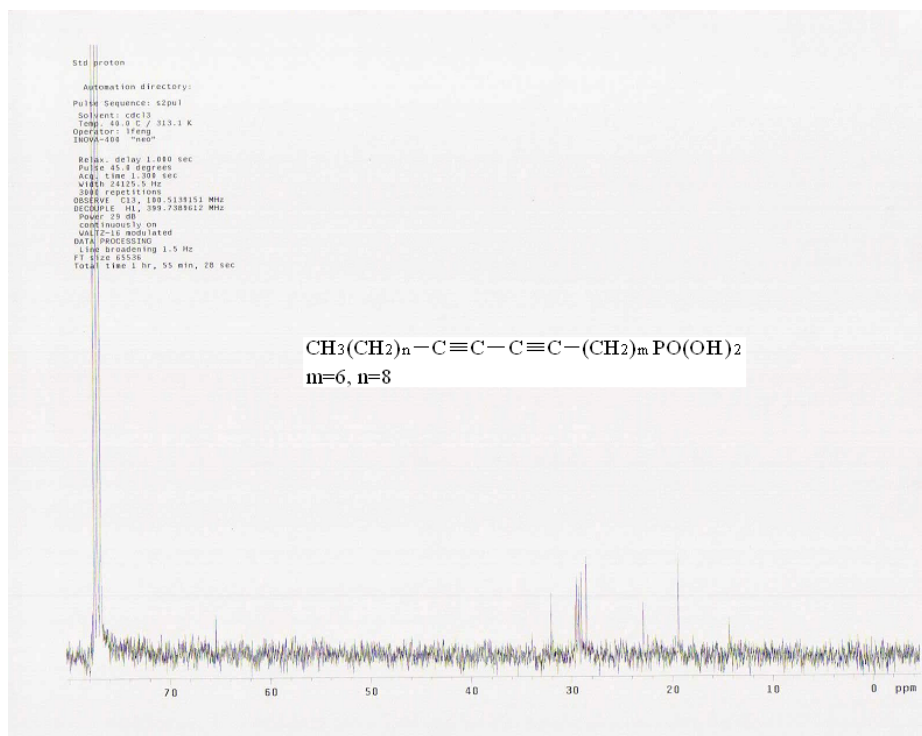 Std proton
Automation directory:
Pulse Sequence: s2pul
Solvent: cdcl3
Temp. 40.0 C / 313.1 K
Operator: lfeng
INOVA-400 "neo"
Relax. delay 1.000 sec
Pulse 45.0 degrees
Acq. time 1.300 sec
Width 24125.5 Hz
3000 repetitions
OBSERVE C13, 100.5139151 MHz
DECOUPLE H1, 399.7389612 MHz
Power 29 dB
continuously on
WALTZ-16 modulated
DATA PROCESSING
Line broadening 1.5 Hz
FT size 65536
Total time 1 hr, 55 min, 28 sec
CH3(CH2)n—C≡C—C≡C—(CH2)mPO(OH)2
m=6, n=8
70 60 50 40 30 20 10 0 ppm